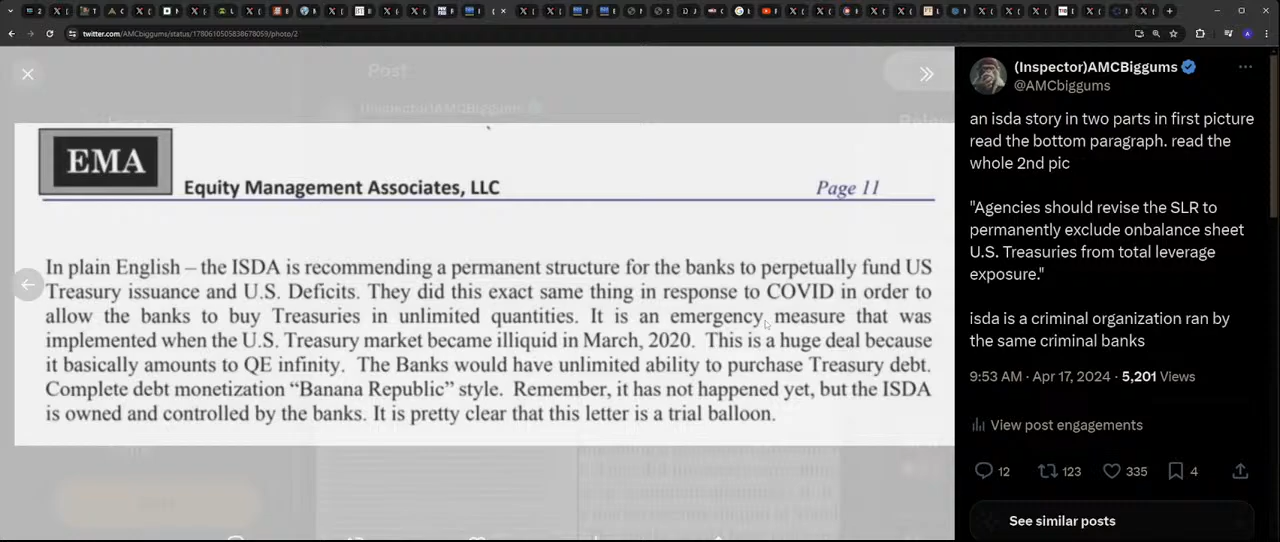 twitter.com/AMCbiggums/status/1780610505838678059/photo/2
Post
EMA
Equity Management Associates, LLC
Page 11
In plain English – the ISDA is recommending a permanent structure for the banks to perpetually fund US
Treasury issuance and U.S. Deficits. They did this exact same thing in response to COVID in order to
allow the banks to buy Treasuries in unlimited quantities. It is an emergency measure that was
implemented when the U.S. Treasury market became illiquid in March, 2020. This is a huge deal because
it basically amounts to QE infinity. The Banks would have unlimited ability to purchase Treasury debt.
Complete debt monetization “Banana Republic” style. Remember, it has not happened yet, but the ISDA
is owned and controlled by the banks. It is pretty clear that this letter is a trial balloon.
(Inspector)AMCBiggums
@AMCbiggums
an isda story in two parts in first picture
read the bottom paragraph. read the
whole 2nd pic
"Agencies should revise the SLR to
permanently exclude onbalance sheet
U.S. Treasuries from total leverage
exposure."
isda is a criminal organization ran by
the same criminal banks
9:53 AM · Apr 17, 2024 · 5,201 Views
View post engagements
12 123 335 4
See similar posts